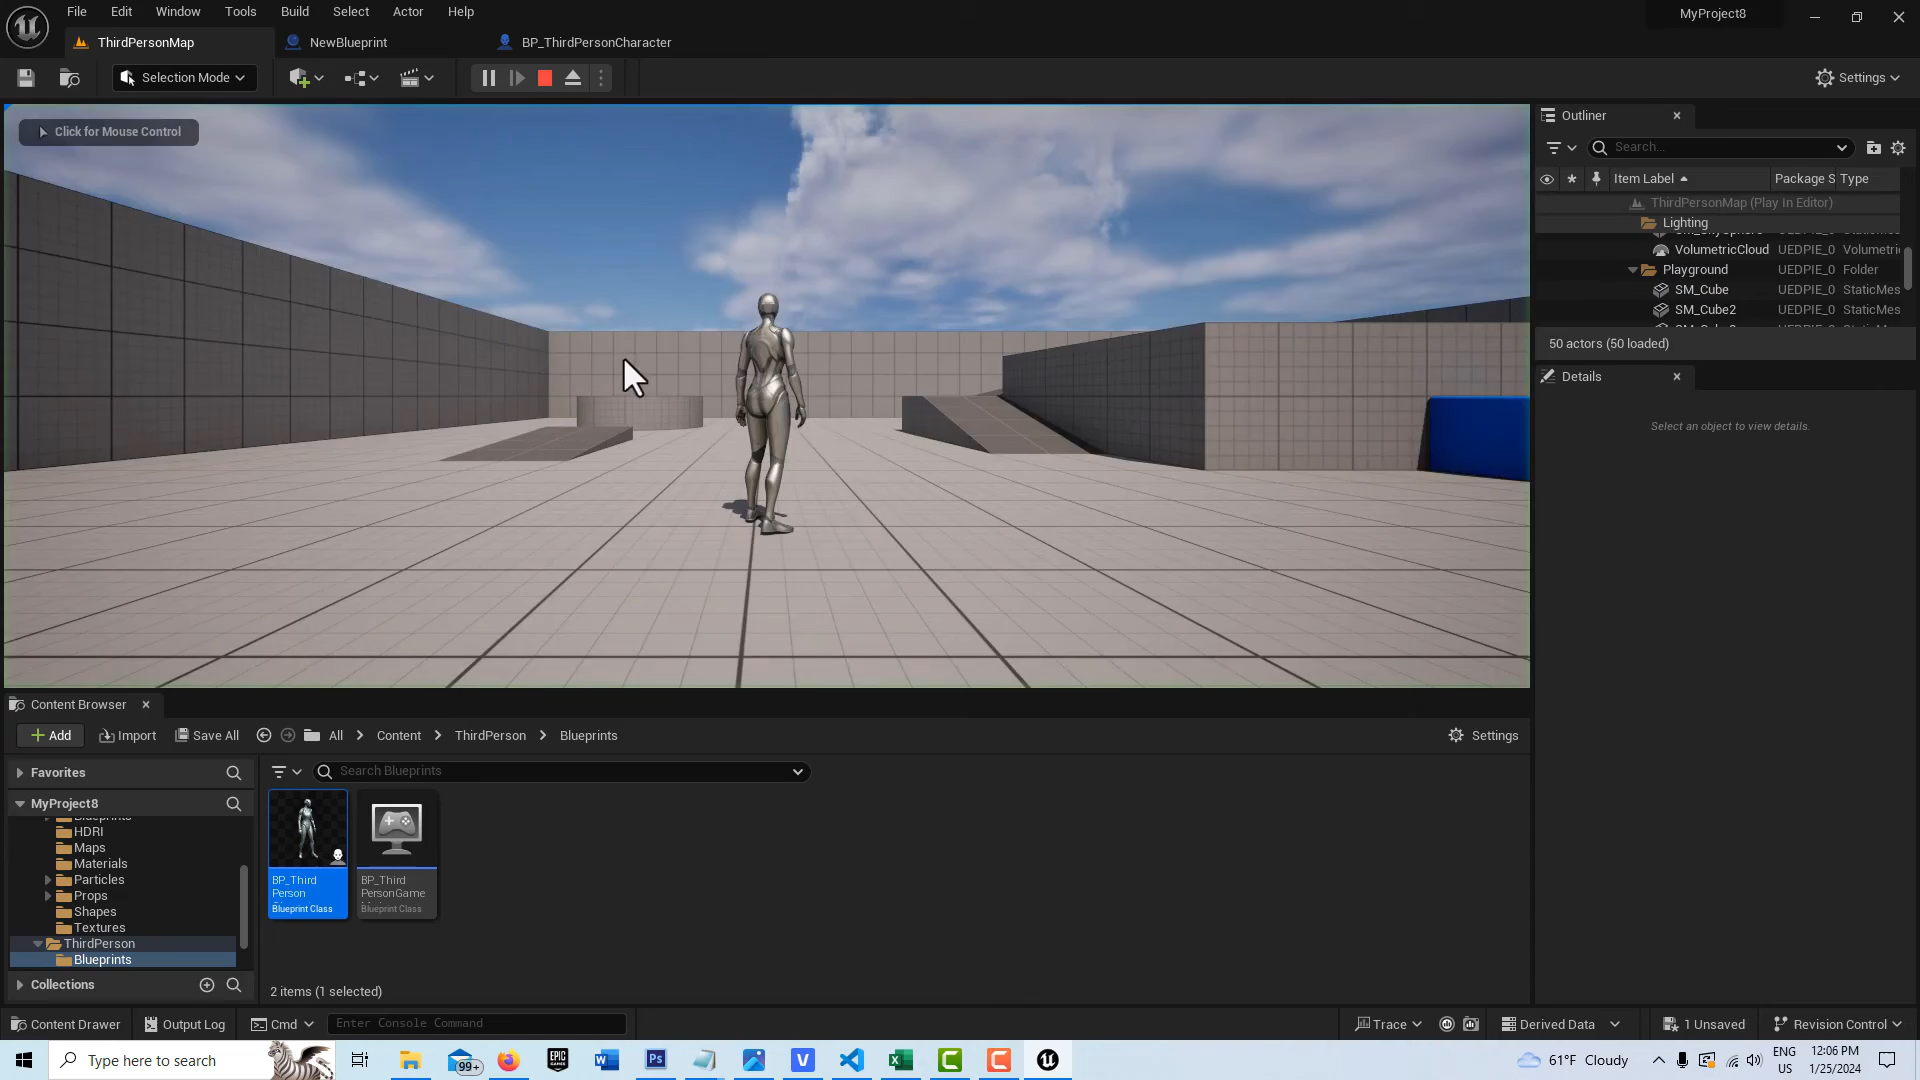 File Edit Window Tools Build Select Actor Help
MyProject8
ThirdPersonMap
NewBlueprint
BP_ThirdPersonCharacter
Selection Mode
Settings
Click for Mouse Control
Outliner
Search...
Item Label
Package S
Type
ThirdPersonMap (Play In Editor)
Lighting
VolumetricCloud UEDPIE_0 Volumetri
Playground UEDPIE_0 Folder
SM_Cube UEDPIE_0 StaticMes
SM_Cube2 UEDPIE_0 StaticMes
50 actors (50 loaded)
Details
Select an object to view details.
Content Browser
Add
Import
Save All
All
Content
ThirdPerson
Blueprints
Settings
Favorites
Search Blueprints
MyProject8
Blueprints
HDRI
Maps
Materials
Particles
Props
Shapes
Textures
ThirdPerson
Blueprints
Collections
BP_Third
Person
Blueprint Class
BP_Third
PersonGame
Blueprint Class
2 items (1 selected)
Content Drawer
Output Log
Cmd
Enter Console Command
Trace
Derived Data
1 Unsaved
Revision Control
Type here to search
99+
61°F Cloudy
ENG
US
12:06 PM
1/25/2024